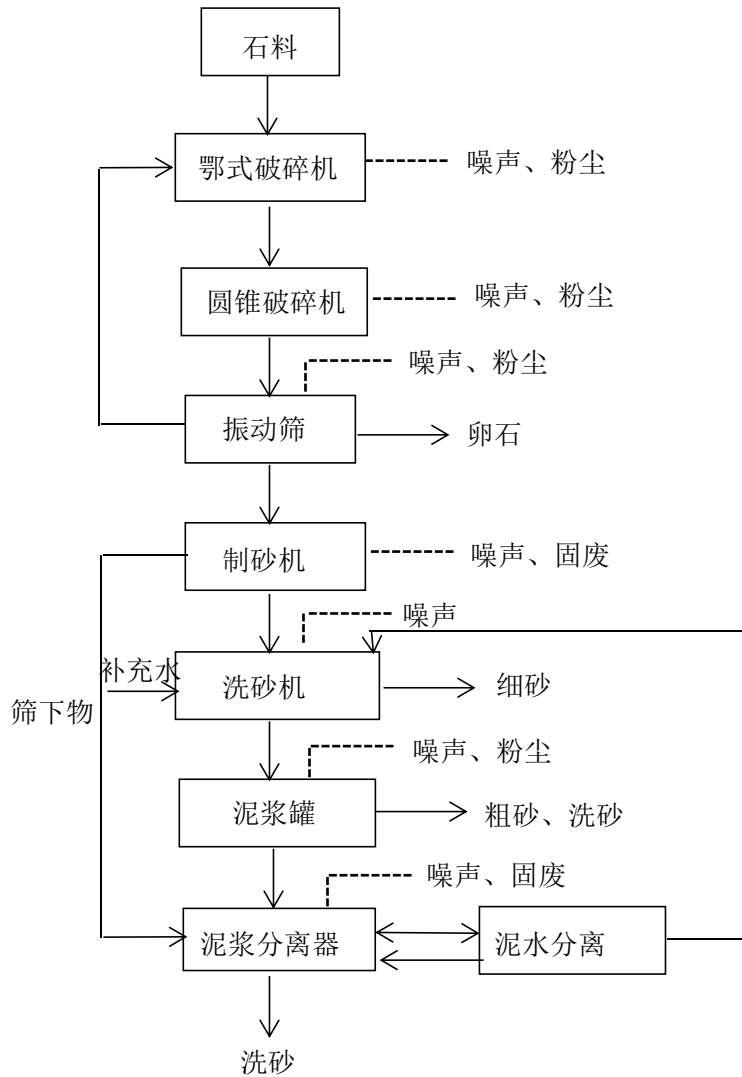 石料
鄂式破碎机
噪声、粉尘
圆锥破碎机
噪声、粉尘
噪声、粉尘
振动筛
卵石
制砂机
噪声、固废
噪声
补充水
洗砂机
细砂
筛下物
噪声、粉尘
泥浆罐
粗砂、洗砂
噪声、固废
泥浆分离器
泥水分离
洗砂